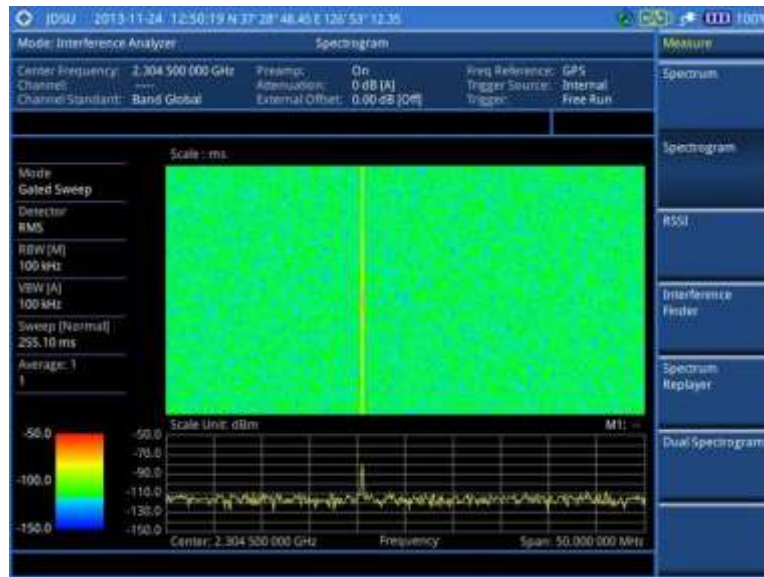 JDSU 2013-11-24 12:50:19 N 37° 28' 48.45 E 126° 53' 12.35 100%
Mode: Interference Analyzer Spectrogram Measure
Center Frequency: 2.304 500 000 GHz Preamp: On Freq Reference: GPS
Channel: ---- Attenuation: 0 dB [A] Trigger Source: Internal
Channel Standard: Band Global External Offset: 0.00 dB [Off] Trigger: Free Run
Spectrum
Spectrogram
RSSI
Interference
Finder
Spectrum
Replayer
Dual Spectrogram
Scale : ms
Mode
Gated Sweep
Detector
RMS
RBW [M]
100 kHz
VBW [A]
100 kHz
Sweep [Normal]
255.10 ms
Average: 1
1
Scale Unit: dBm M1: --
-50.0
-100.0
-150.0
-50.0
-70.0
-90.0
-110.0
-130.0
-150.0
Center: 2.304 500 000 GHz Frequency Span: 50.000 000 MHz